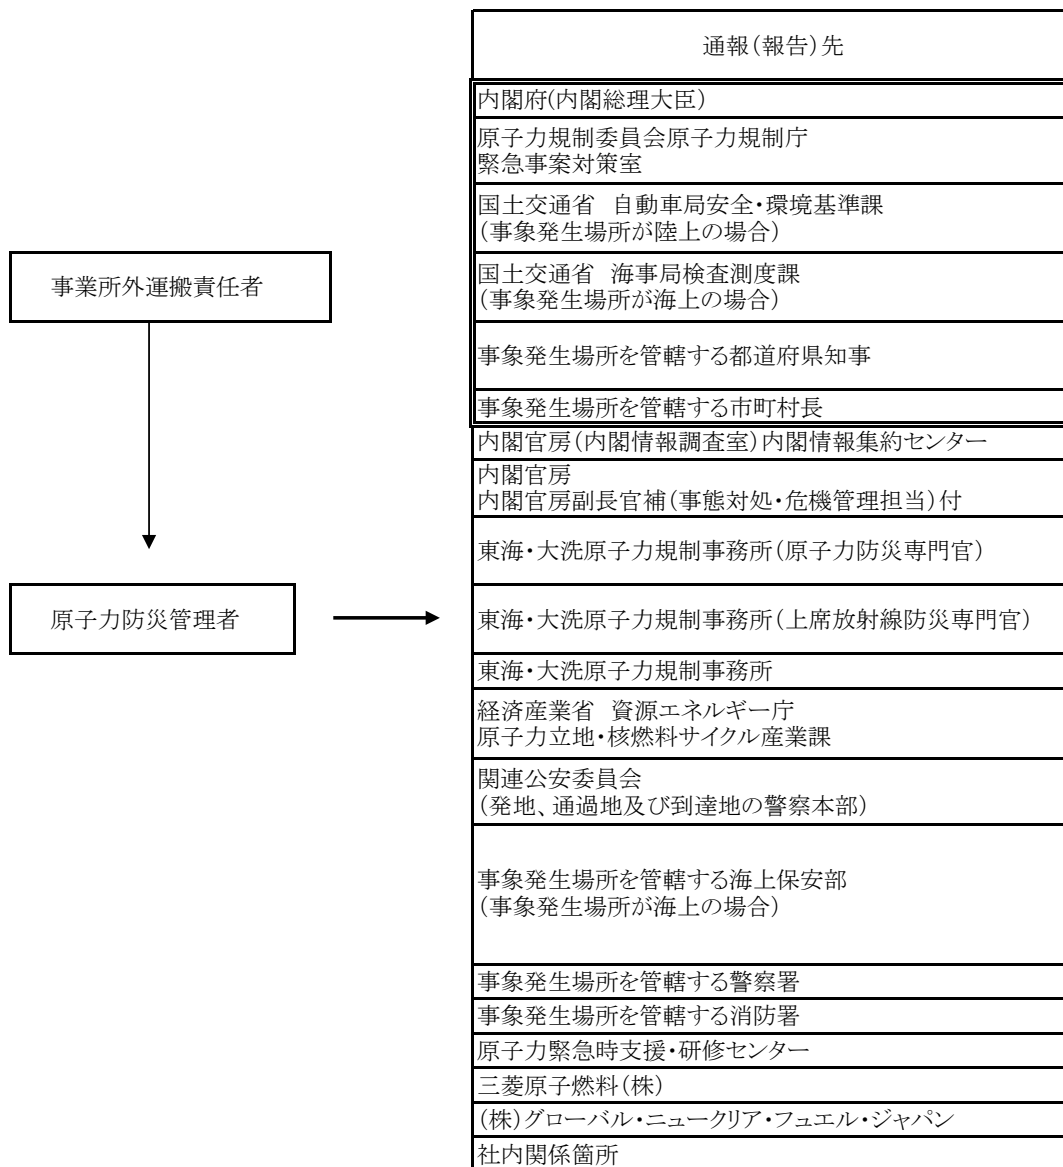 通報(報告)先
内閣府(内閣総理大臣)
原子力規制委員会原子力規制庁
緊急事案対策室
国土交通省　自動車局安全・環境基準課
(事象発生場所が陸上の場合)
事業所外運搬責任者
国土交通省　海事局検査測度課
(事象発生場所が海上の場合)
事象発生場所を管轄する都道府県知事
事象発生場所を管轄する市町村長
内閣官房(内閣情報調査室)内閣情報集約センター
内閣官房
内閣官房副長官補(事態対処・危機管理担当)付
東海・大洗原子力規制事務所(原子力防災専門官)
原子力防災管理者
東海・大洗原子力規制事務所(上席放射線防災専門官)
東海・大洗原子力規制事務所
経済産業省　資源エネルギー庁
原子力立地・核燃料サイクル産業課
関連公安委員会
(発地、通過地及び到達地の警察本部)
事象発生場所を管轄する海上保安部
(事象発生場所が海上の場合)
事象発生場所を管轄する警察署
事象発生場所を管轄する消防署
原子力緊急時支援・研修センター
三菱原子燃料(株)
(株)グローバル・ニュークリア・フュエル・ジャパン
社内関係箇所